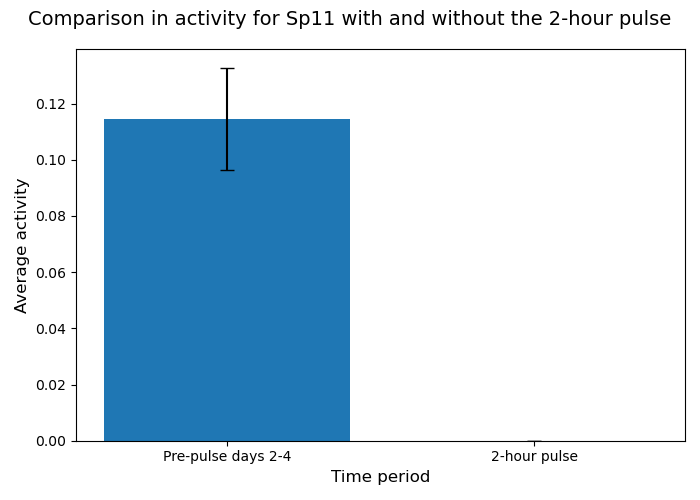 Comparison in activity for Sp11 with and without the 2-hour pulse
Average activity
0.12
0.10
0.08
0.06
0.04
0.02
0.00
Pre-pulse days 2-4
2-hour pulse
Time period